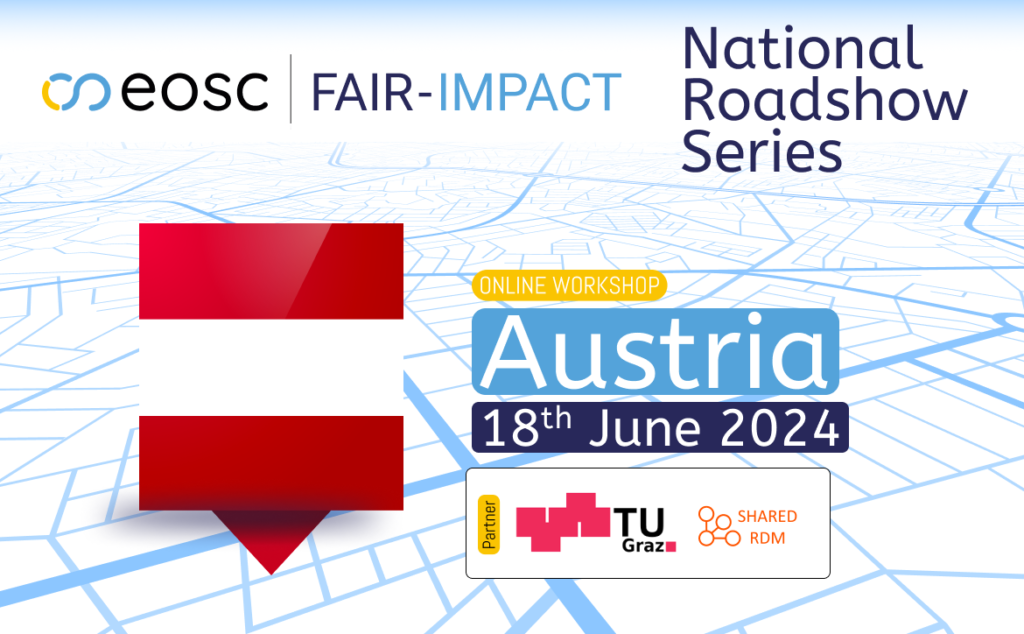 eosc FAIR-IMPACT
National
Roadshow
Series
ONLINE WORKSHOP
Austria
18th June 2024
Partner
TU
Graz
SHARED
RDM